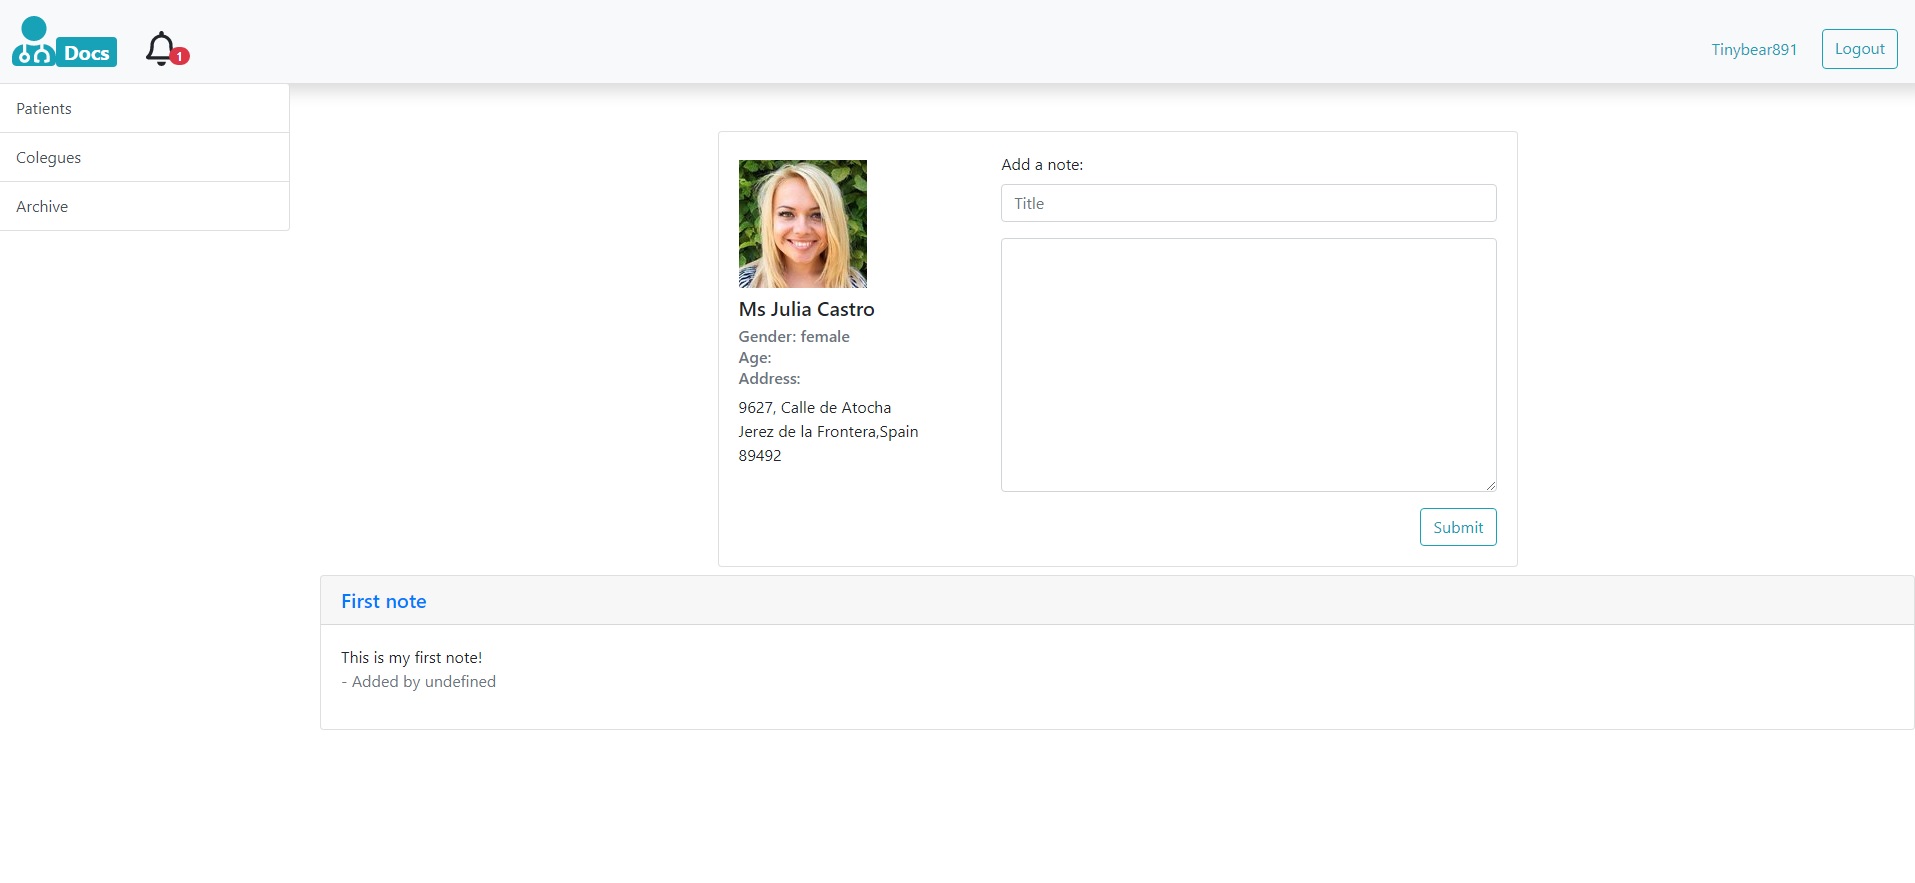 Docs
1
Tinybear891
Logout
Patients
Colegues
Archive
Ms Julia Castro
Gender: female
Age:
Address:
9627, Calle de Atocha
Jerez de la Frontera,Spain
89492
Add a note:
Title
Submit
First note
This is my first note!
- Added by undefined